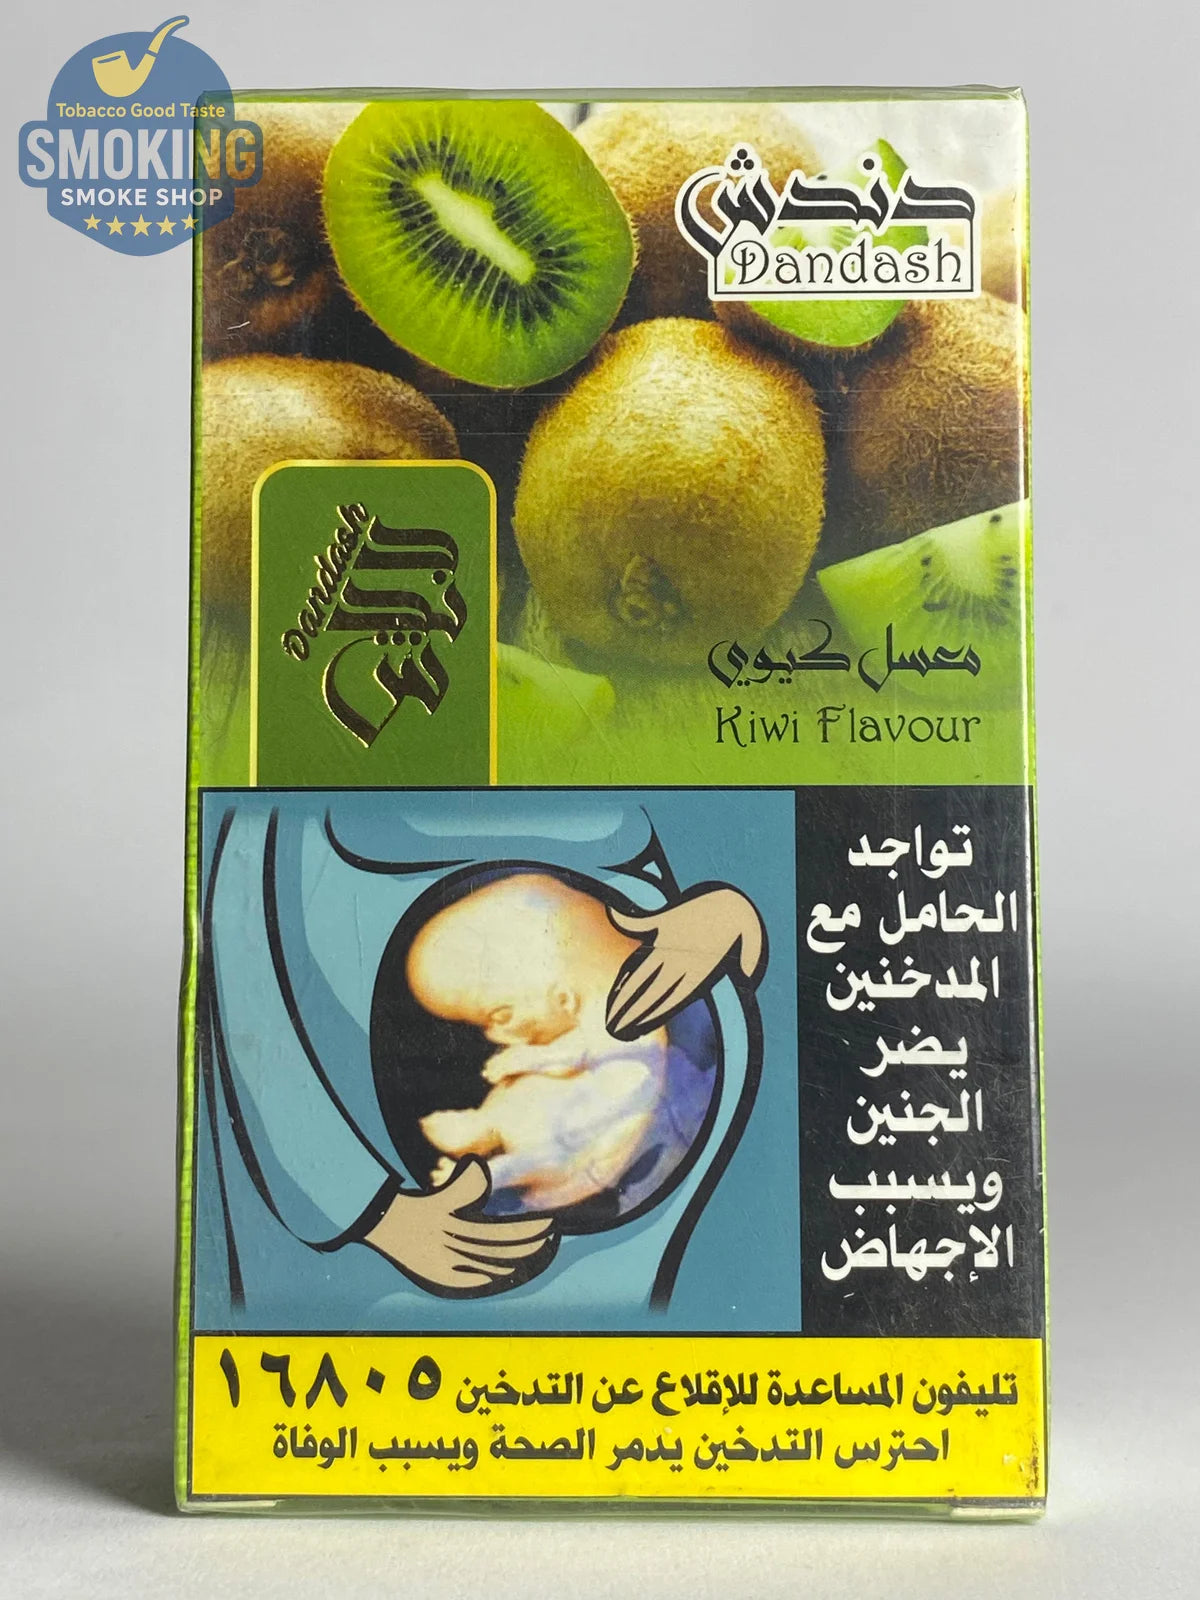 Tobacco Good Taste
SMOKING
SMOKE SHOP
دندش
Dandash
Dandash
دندش
معسل كيوي
Kiwi Flavour
تواجد
الحامل مع
المدخنين
يضر
الجنين
ويسبب
الإجهاض
تليفون المساعدة للإقلاع عن التدخين ١٦٨٠٥
احترس التدخين يدمر الصحة ويسبب الوفاة